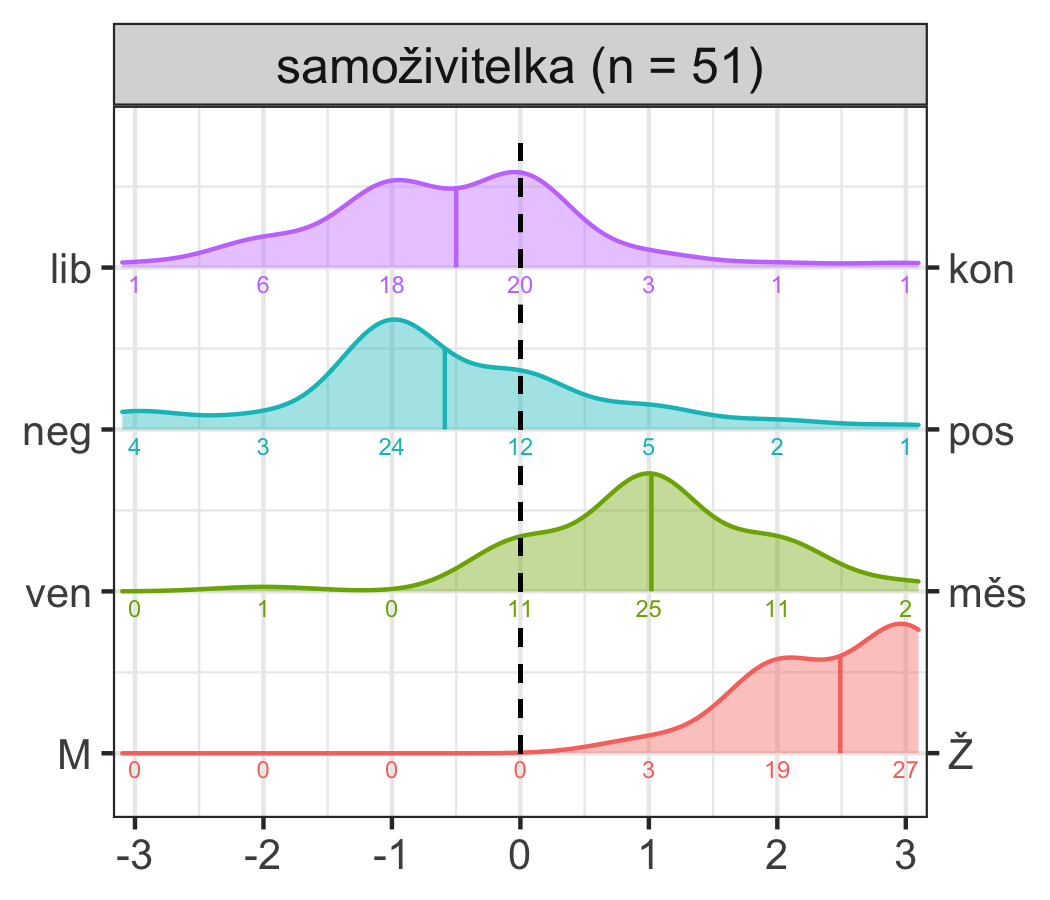 samoživitelka (n = 51)
lib kon
1 6 18 20 3 1 1
neg pos
4 3 24 12 5 2 1
ven měs
0 1 0 11 25 11 2
M Ž
0 0 0 0 3 19 27
-3 -2 -1 0 1 2 3